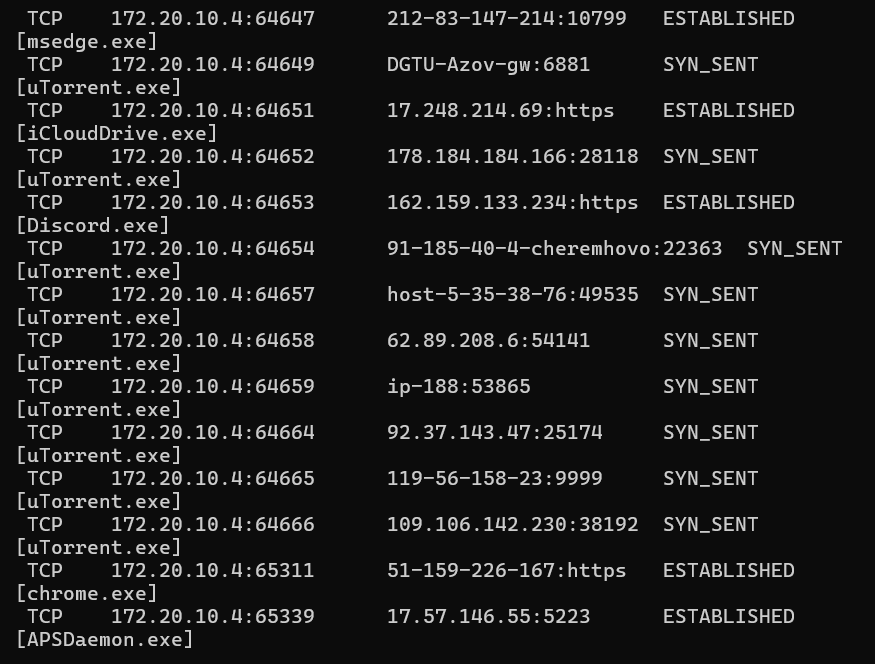 TCP 172.20.10.4:64647 212-83-147-214:10799 ESTABLISHED
[msedge.exe]
TCP 172.20.10.4:64649 DGTU-Azov-gw:6881 SYN_SENT
[uTorrent.exe]
TCP 172.20.10.4:64651 17.248.214.69:https ESTABLISHED
[iCloudDrive.exe]
TCP 172.20.10.4:64652 178.184.184.166:28118 SYN_SENT
[uTorrent.exe]
TCP 172.20.10.4:64653 162.159.133.234:https ESTABLISHED
[Discord.exe]
TCP 172.20.10.4:64654 91-185-40-4-cheremhovo:22363 SYN_SENT
[uTorrent.exe]
TCP 172.20.10.4:64657 host-5-35-38-76:49535 SYN_SENT
[uTorrent.exe]
TCP 172.20.10.4:64658 62.89.208.6:54141 SYN_SENT
[uTorrent.exe]
TCP 172.20.10.4:64659 ip-188:53865 SYN_SENT
[uTorrent.exe]
TCP 172.20.10.4:64664 92.37.143.47:25174 SYN_SENT
[uTorrent.exe]
TCP 172.20.10.4:64665 119-56-158-23:9999 SYN_SENT
[uTorrent.exe]
TCP 172.20.10.4:64666 109.106.142.230:38192 SYN_SENT
[uTorrent.exe]
TCP 172.20.10.4:65311 51-159-226-167:https ESTABLISHED
[chrome.exe]
TCP 172.20.10.4:65339 17.57.146.55:5223 ESTABLISHED
[APSDaemon.exe]